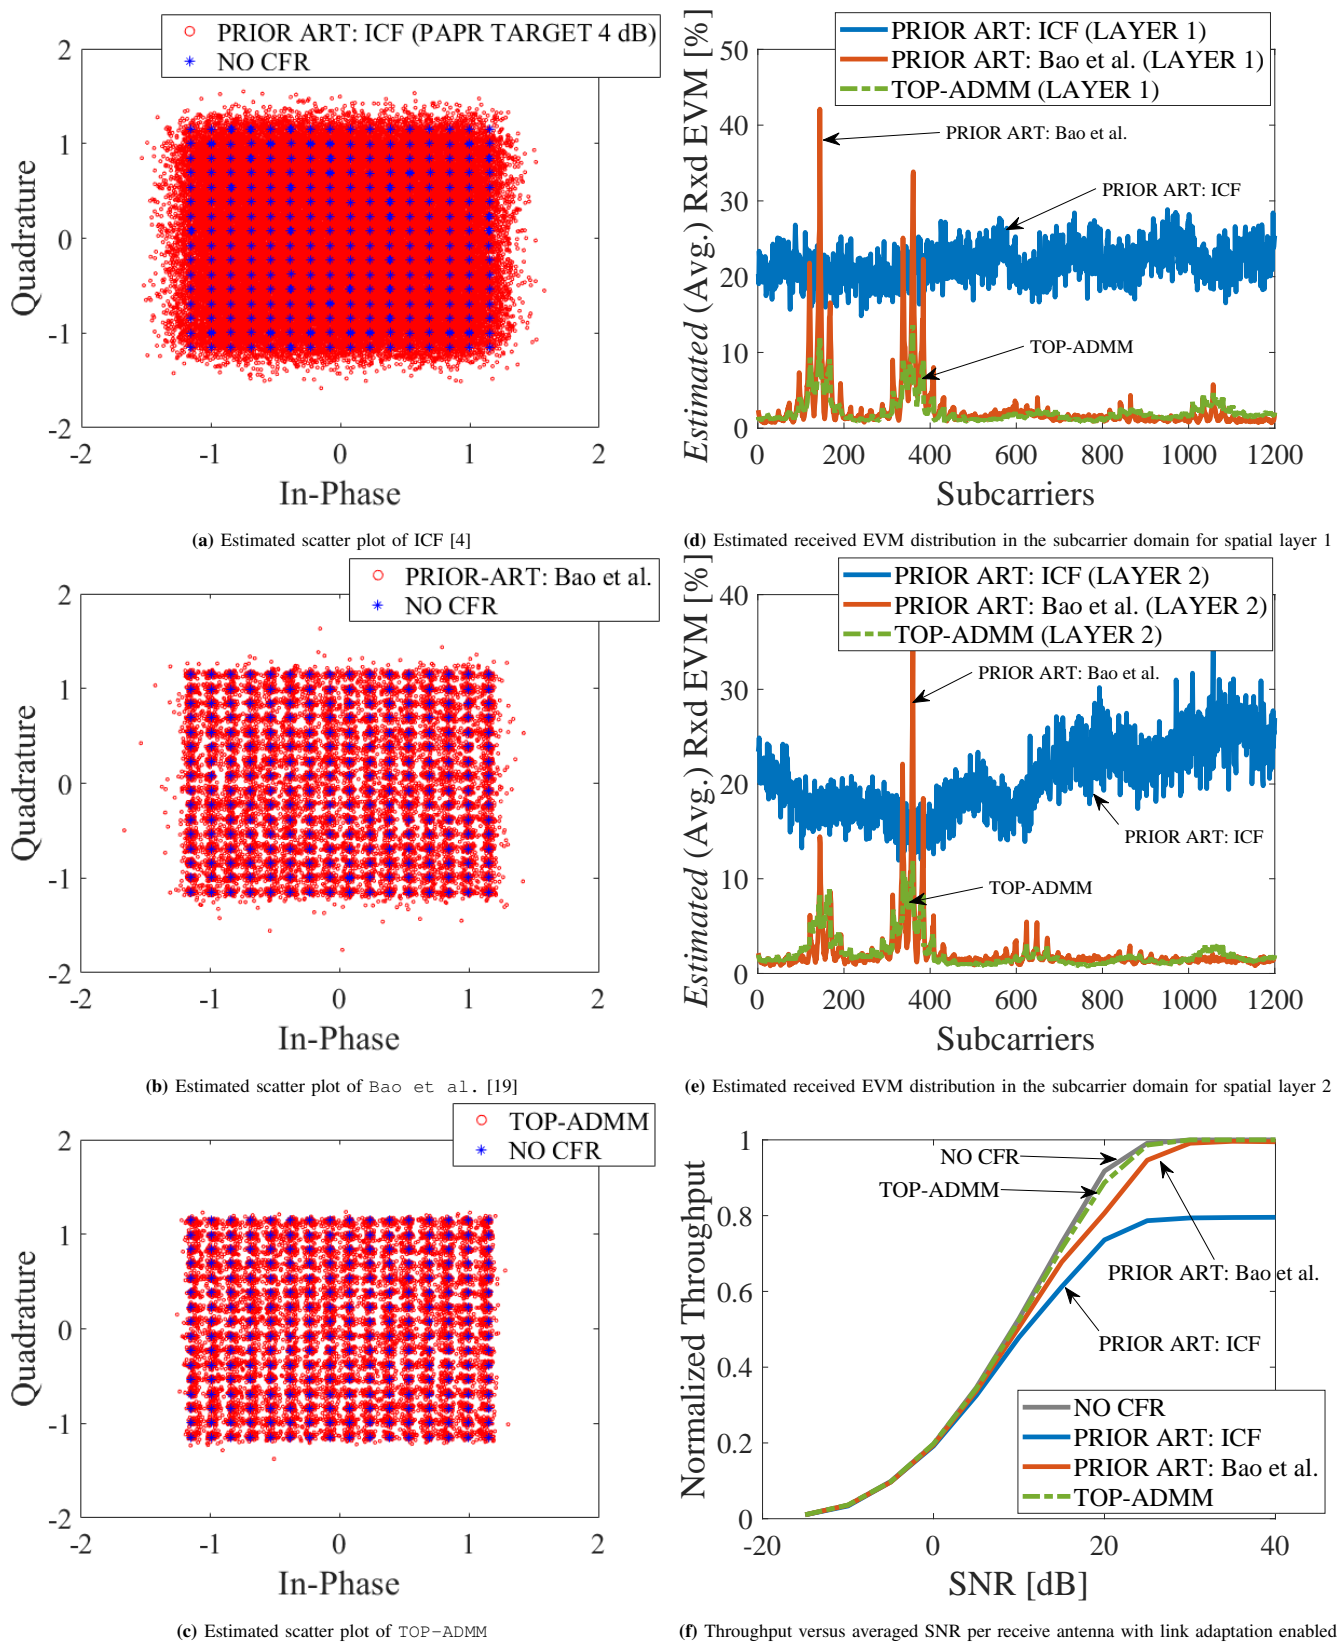 PRIOR ART: ICF (PAPR TARGET 4 dB)
NO CFR
2
1
0
-1
-2
Quadrature
-2 -1 0 1 2
In-Phase
(a) Estimated scatter plot of ICF [4]
PRIOR ART: ICF (LAYER 1)
PRIOR ART: Bao et al. (LAYER 1)
TOP-ADMM (LAYER 1)
PRIOR ART: Bao et al.
PRIOR ART: ICF
TOP-ADMM
50
40
30
20
10
0
Estimated (Avg.) Rxd EVM [%]
0 200 400 600 800 1000 1200
Subcarriers
(d) Estimated received EVM distribution in the subcarrier domain for spatial layer 1
PRIOR-ART: Bao et al.
NO CFR
2
1
0
-1
-2
Quadrature
-2 -1 0 1 2
In-Phase
(b) Estimated scatter plot of Bao et al. [19]
PRIOR ART: ICF (LAYER 2)
PRIOR ART: Bao et al. (LAYER 2)
TOP-ADMM (LAYER 2)
PRIOR ART: Bao et al.
PRIOR ART: ICF
TOP-ADMM
40
30
20
10
0
Estimated (Avg.) Rxd EVM [%]
0 200 400 600 800 1000 1200
Subcarriers
(e) Estimated received EVM distribution in the subcarrier domain for spatial layer 2
TOP-ADMM
NO CFR
2
1
0
-1
-2
Quadrature
-2 -1 0 1 2
In-Phase
(c) Estimated scatter plot of TOP-ADMM
NO CFR
TOP-ADMM
PRIOR ART: Bao et al.
PRIOR ART: ICF
NO CFR
PRIOR ART: ICF
PRIOR ART: Bao et al.
TOP-ADMM
1
0.8
0.6
0.4
0.2
0
Normalized Throughput
-20 0 20 40
SNR [dB]
(f) Throughput versus averaged SNR per receive antenna with link adaptation enabled